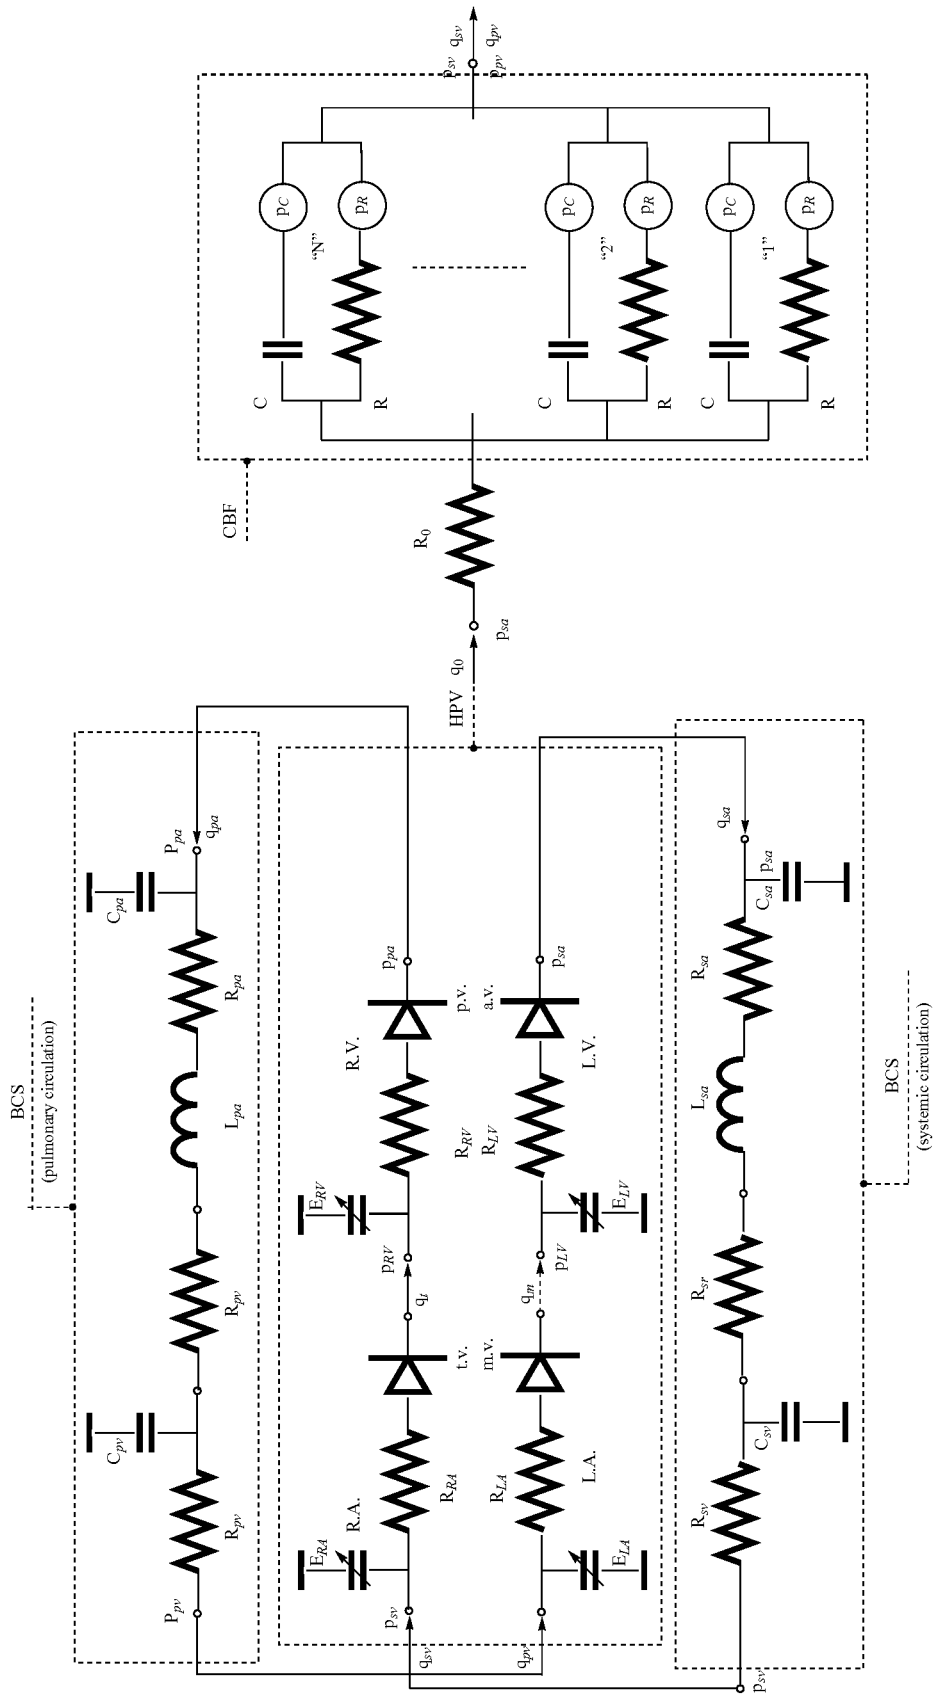 BCS
(pulmonary circulation)
C_pv
C_pa
P_pv
P_pa
q_pa
R_pv
R_pv
L_pa
R_pa
CBF
C
"N"
p_C
R
p_R
E_RA
R.A.
E_RV
R.V.
p_sv
p_RV
p_pa
q_sv
q_t
R_RA
t.v.
R_RV
p.v.
HPV
q_0
p_sa
R_0
p_sv q_sv
p_pv q_pv
R_LA
m.v.
R_LV
a.v.
q_pv
q_m
p_LV
p_sa
L.A.
L.V.
E_LA
E_LV
C
"2"
p_C
R
p_R
R_sv
R_sr
L_sa
R_sa
q_sa
C
"1"
p_C
R
p_R
p_sv
C_sv
C_sa
p_sa
BCS
(systemic circulation)